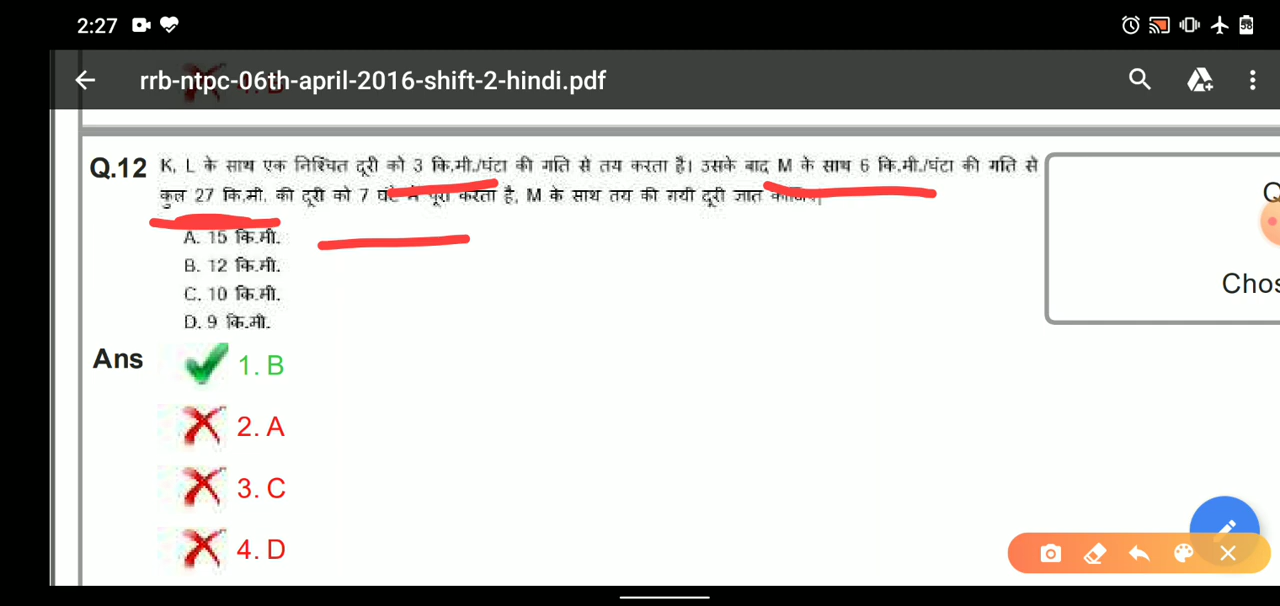 2:27
58
rrb-ntpc-06th-april-2016-shift-2-hindi.pdf
Q.12 K, L के साथ एक निश्चित दूरी को 3 कि.मी./घंटा की गति से तय करता है। उसके बाद M के साथ 6 कि.मी./घंटा की गति से
कुल 27 कि.मी. की दूरी को 7 घंटे में पूरा करता है, M के साथ तय की गयी दूरी ज्ञात कीजिए|
A. 15 कि.मी.
B. 12 कि.मी.
C. 10 कि.मी.
D. 9 कि.मी.
Ans 1. B
2. A
3. C
4. D
Q
Chos